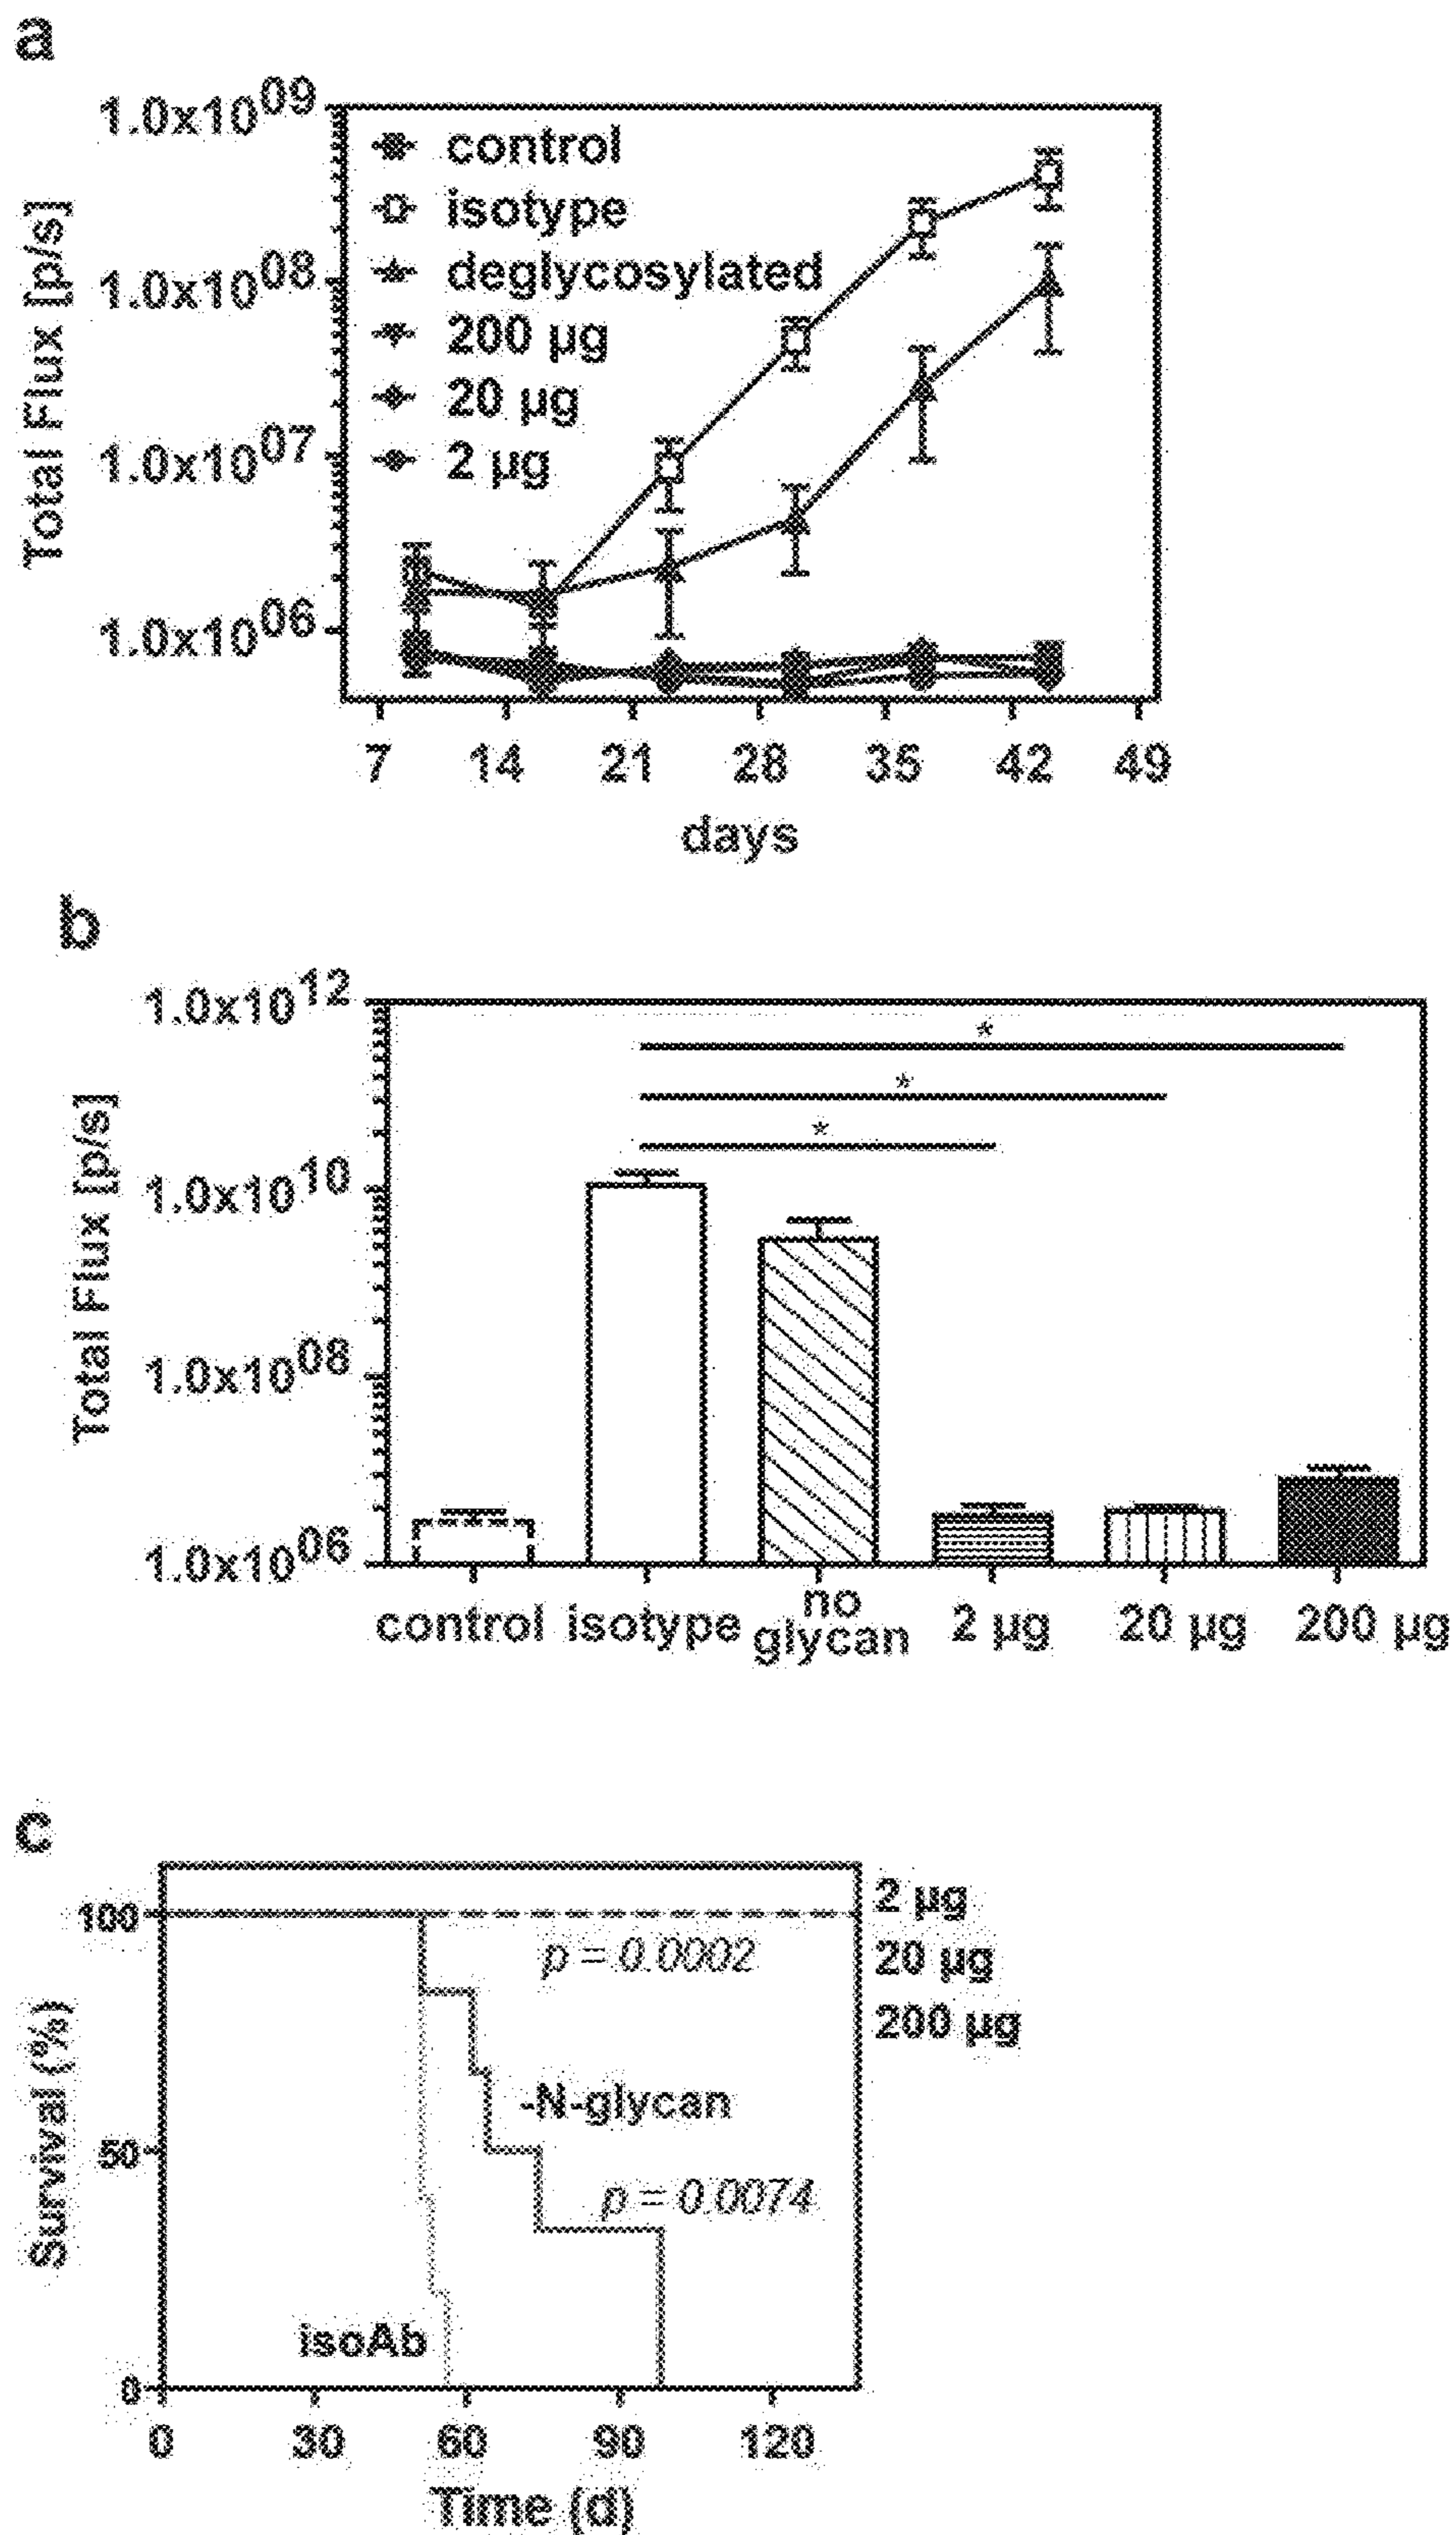 a
1.0x10^09
1.0x10^08
1.0x10^07
1.0x10^06
Total Flux [p/s]
control
isotype
deglycosylated
200 µg
20 µg
2 µg
7 14 21 28 35 42 49
days
b
1.0x10^12
1.0x10^10
1.0x10^08
1.0x10^06
Total Flux [p/s]
*
*
*
control isotype no glycan 2 µg 20 µg 200 µg
c
100
50
0
Survival (%)
2 µg
20 µg
200 µg
p = 0.0002
-N-glycan
p = 0.0074
isoAb
0 30 60 90 120
Time (d)